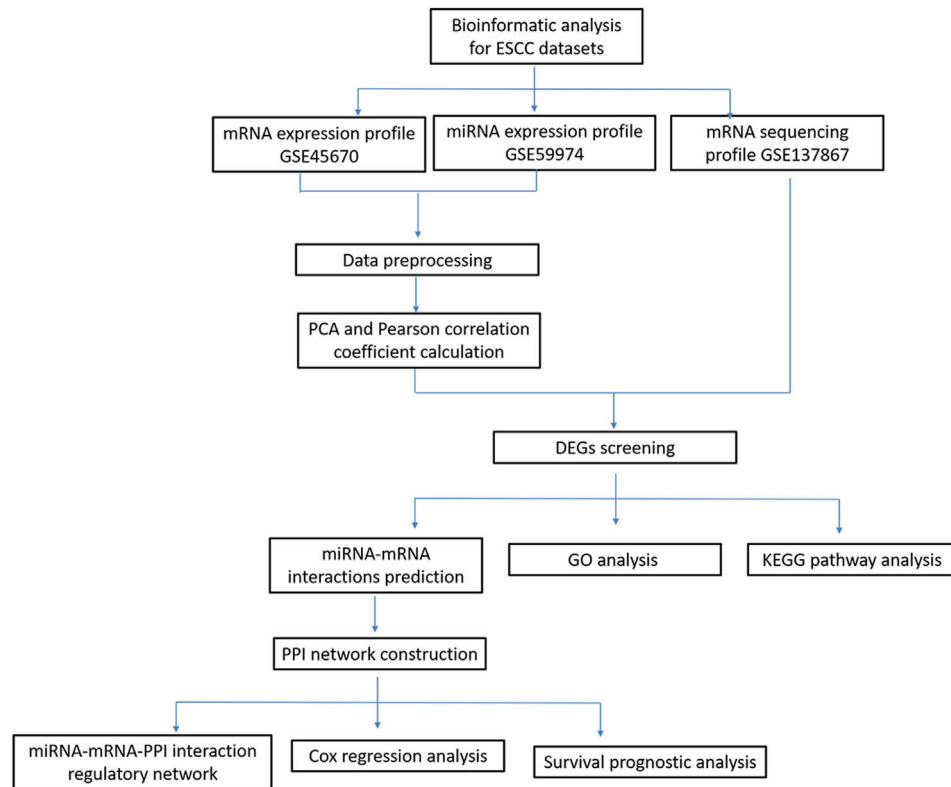 Bioinformatic analysis
for ESCC datasets
mRNA expression profile
GSE45670
miRNA expression profile
GSE59974
mRNA sequencing
profile GSE137867
Data preprocessing
PCA and Pearson correlation
coefficient calculation
DEGs screening
miRNA-mRNA
interactions prediction
GO analysis
KEGG pathway analysis
PPI network construction
miRNA-mRNA-PPI interaction
regulatory network
Cox regression analysis
Survival prognostic analysis